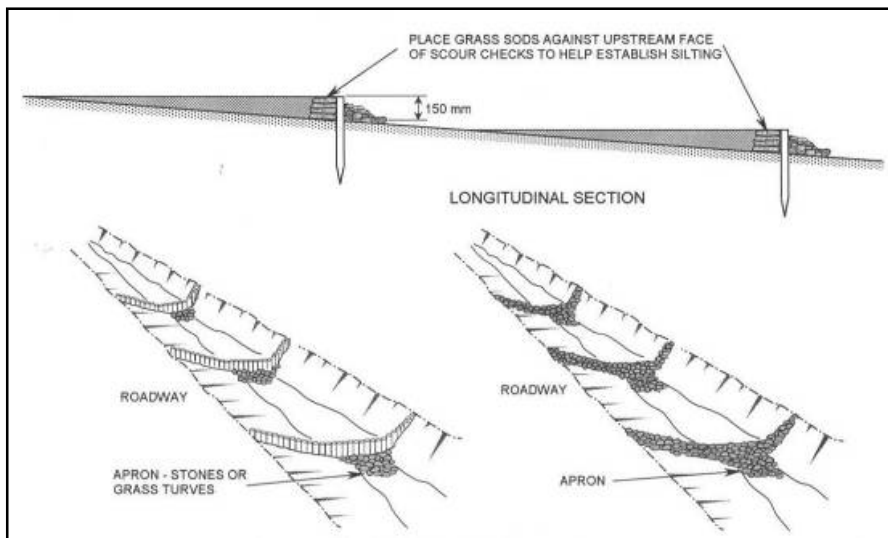 PLACE GRASS SODS AGAINST UPSTREAM FACE
OF SCOUR CHECKS TO HELP ESTABLISH SILTING
150 mm
LONGITUDINAL SECTION
ROADWAY
APRON - STONES OR
GRASS TURVES
ROADWAY
APRON